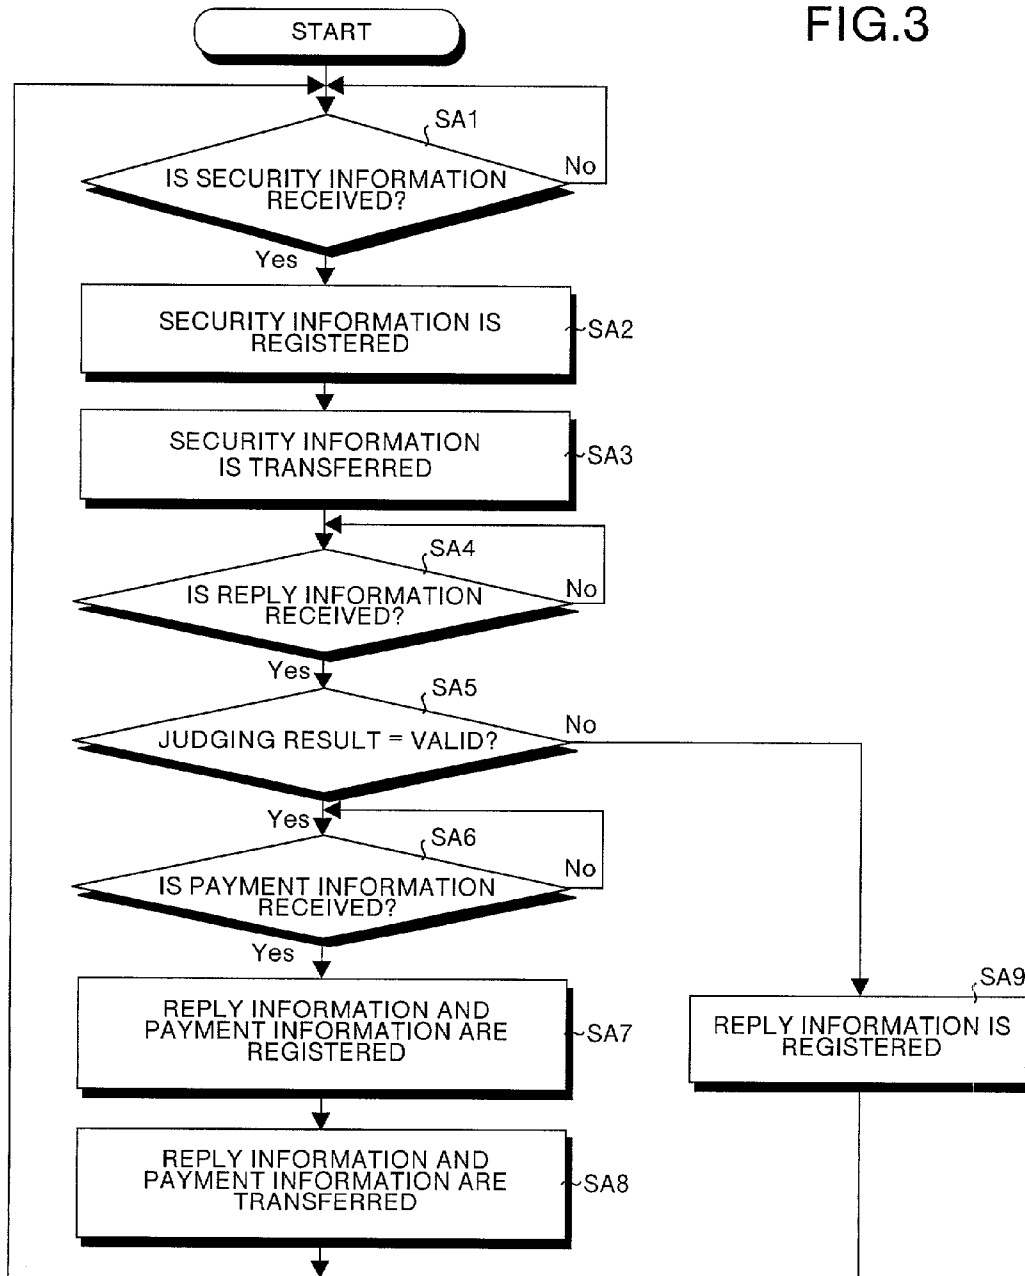 FIG.3
START
SA1
IS SECURITY INFORMATION
RECEIVED?
No
Yes
SECURITY INFORMATION IS
REGISTERED
SA2
SECURITY INFORMATION
IS TRANSFERRED
SA3
SA4
IS REPLY INFORMATION
RECEIVED?
No
Yes
SA5
JUDGING RESULT = VALID?
No
Yes
SA6
IS PAYMENT INFORMATION
RECEIVED?
No
Yes
REPLY INFORMATION AND
PAYMENT INFORMATION ARE
REGISTERED
SA7
SA9
REPLY INFORMATION IS
REGISTERED
REPLY INFORMATION AND
PAYMENT INFORMATION ARE
TRANSFERRED
SA8